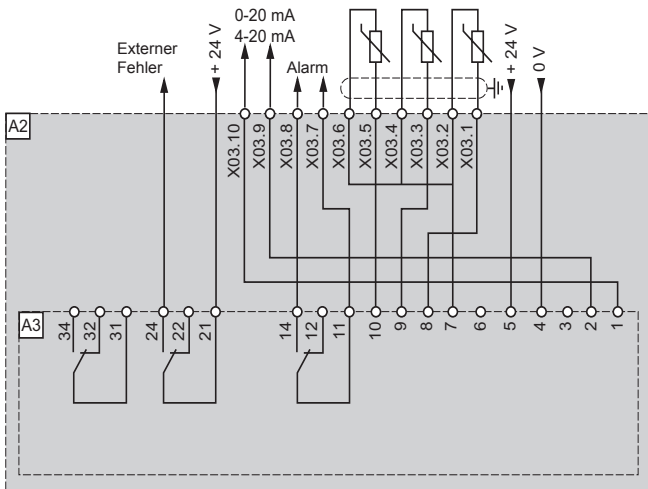 0-20 mA
4-20 mA
Externer
Fehler
+ 24 V
Alarm
+ 24 V
0 V
A2
X03.10
X03.9
X03.8
X03.7
X03.6
X03.5
X03.4
X03.3
X03.2
X03.1
A3
34
32
31
24
22
21
14
12
11
10
9
8
7
6
5
4
3
2
1